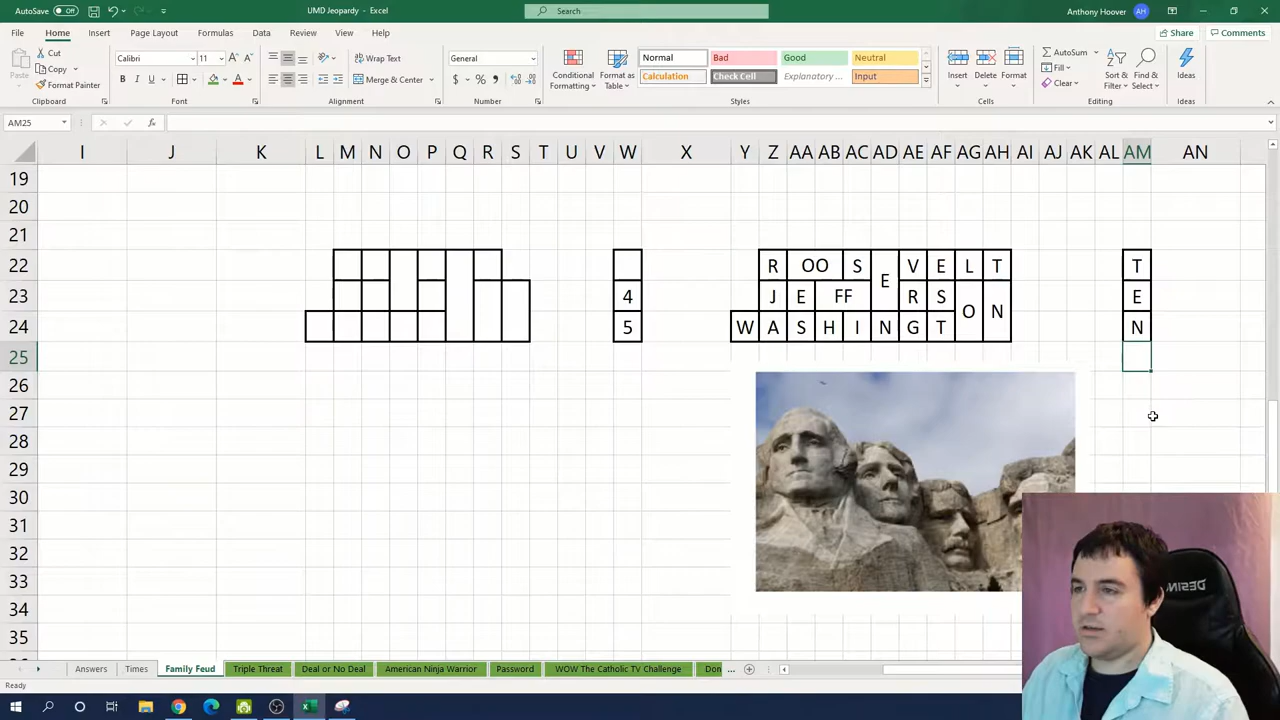 AutoSave Off UMD Jeopardy - Excel Search Anthony Hoover AH
File Home Insert Page Layout Formulas Data Review View Help Share Comments
Paste Cut Copy Format Painter Clipboard
Calibri 11 A A B I U A Font
Wrap Text Merge & Center Alignment
General $ % , Number
Conditional Formatting Format as Table
Normal Bad Good Neutral
Calculation Check Cell Explanatory ... Input
Styles
Insert Delete Format Cells
AutoSum Fill Clear Sort & Filter Find & Select Editing
Ideas Ideas
AM25 fx
I J K L M N O P Q R S T U V W X Y Z AA AB AC AD AE AF AG AH AI AJ AK AL AM AN
19
20
21
22 R OO S E V E L T T
23 4 J E FF R S O N E
24 5 W A S H I N G T N
25
26
27
28
29
30
31
32
33
34
35
DESIN
... Answers Times Family Feud Triple Threat Deal or No Deal American Ninja Warrior Password WOW The Catholic TV Challenge Don ...
Ready